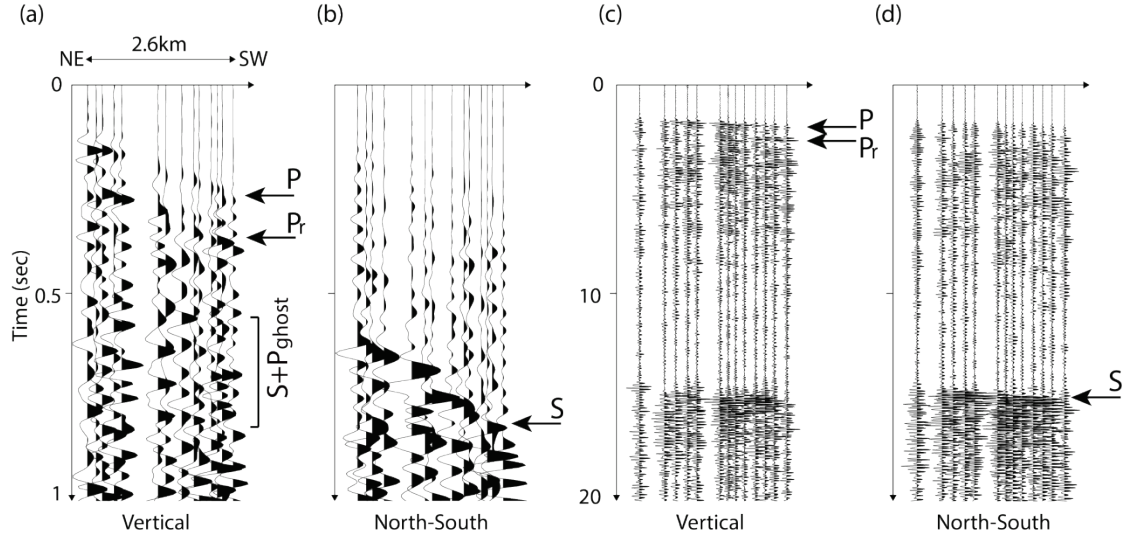 (a) (b) (c) (d)
2.6km
NE SW
0 0
P
P
Pr
Pr
Time (sec)
0.5 10
S+Pghost
S
S
1 20
Vertical North-South Vertical North-South